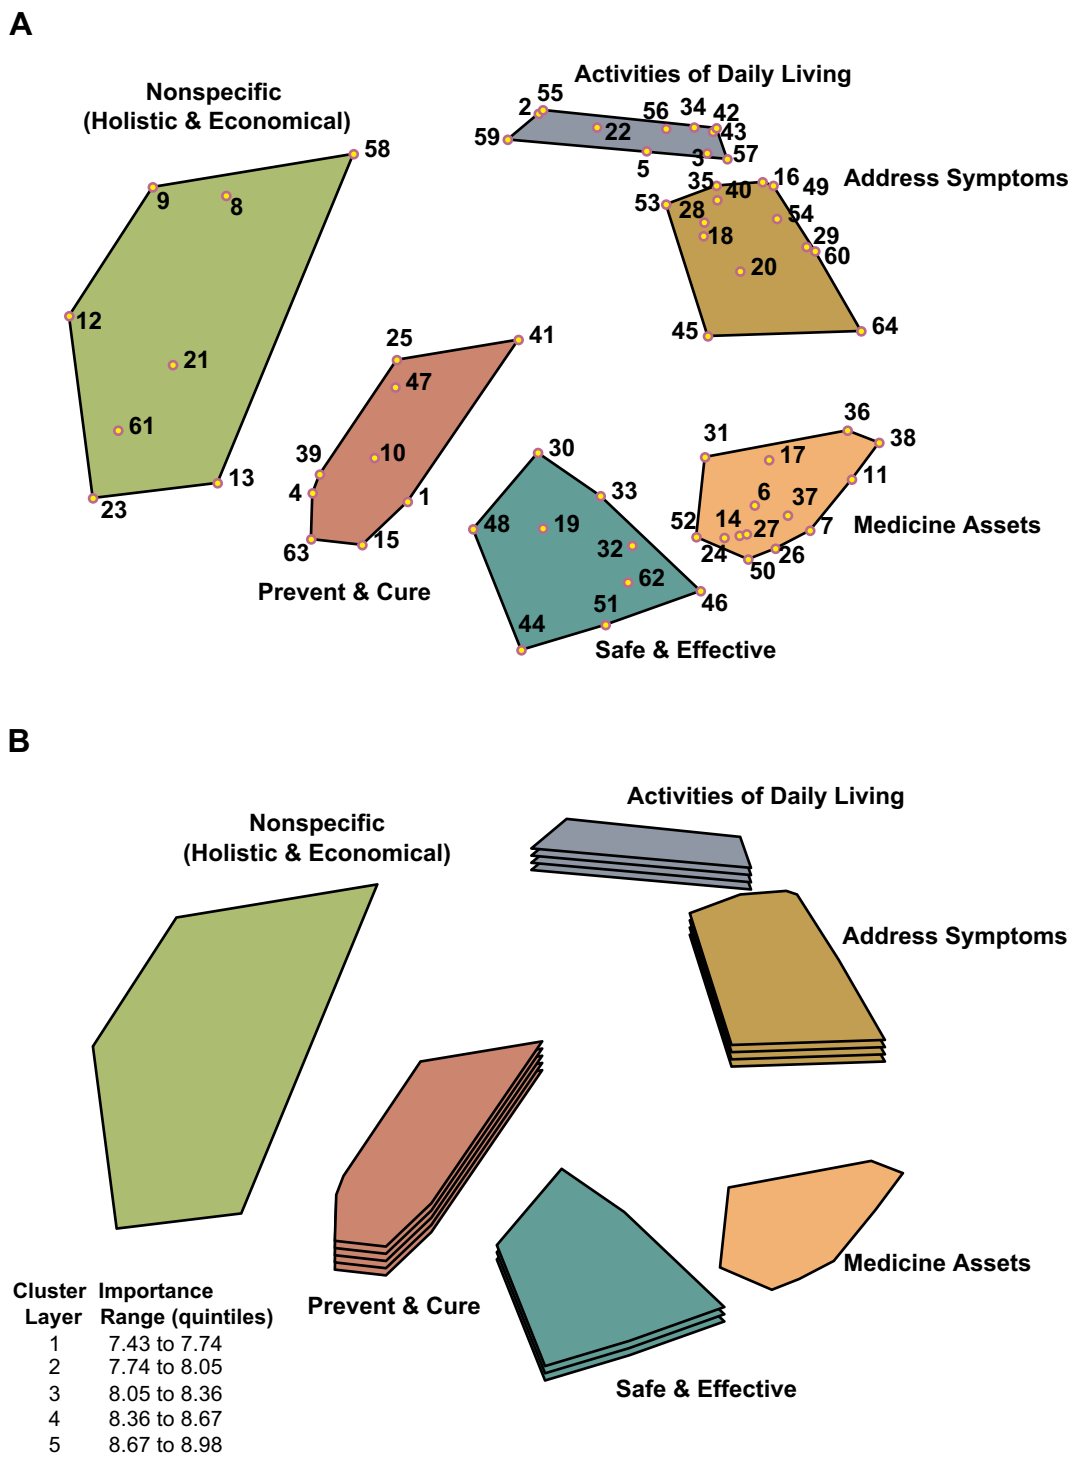 A
Activities of Daily Living
Nonspecific
(Holistic & Economical)
55
2
56
34
42
22
43
59
5
3
57
58
9
8
35
40
16
49
Address Symptoms
53
28
54
18
29
60
20
12
21
45
64
25
41
47
61
39
10
4
1
13
23
63
15
Prevent & Cure
30
33
48
19
32
62
51
46
44
Safe & Effective
31
36
38
17
11
6
37
52
14
27
7
24
26
50
Medicine Assets
B
Activities of Daily Living
Nonspecific
(Holistic & Economical)
Address Symptoms
Medicine Assets
Prevent & Cure
Safe & Effective
Cluster Importance
Layer Range (quintiles)
1 7.43 to 7.74
2 7.74 to 8.05
3 8.05 to 8.36
4 8.36 to 8.67
5 8.67 to 8.98